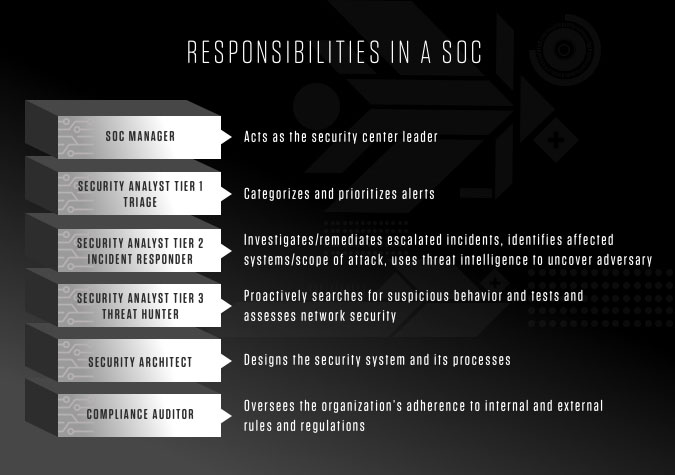 RESPONSIBILITIES IN A SOC
SOC MANAGER
Acts as the security center leader
SECURITY ANALYST TIER 1
TRIAGE
Categorizes and prioritizes alerts
SECURITY ANALYST TIER 2
INCIDENT RESPONDER
Investigates/remediates escalated incidents, identifies affected
systems/scope of attack, uses threat intelligence to uncover adversary
SECURITY ANALYST TIER 3
THREAT HUNTER
Proactively searches for suspicious behavior and tests and
assesses network security
SECURITY ARCHITECT
Designs the security system and its processes
COMPLIANCE AUDITOR
Oversees the organization's adherence to internal and external
rules and regulations